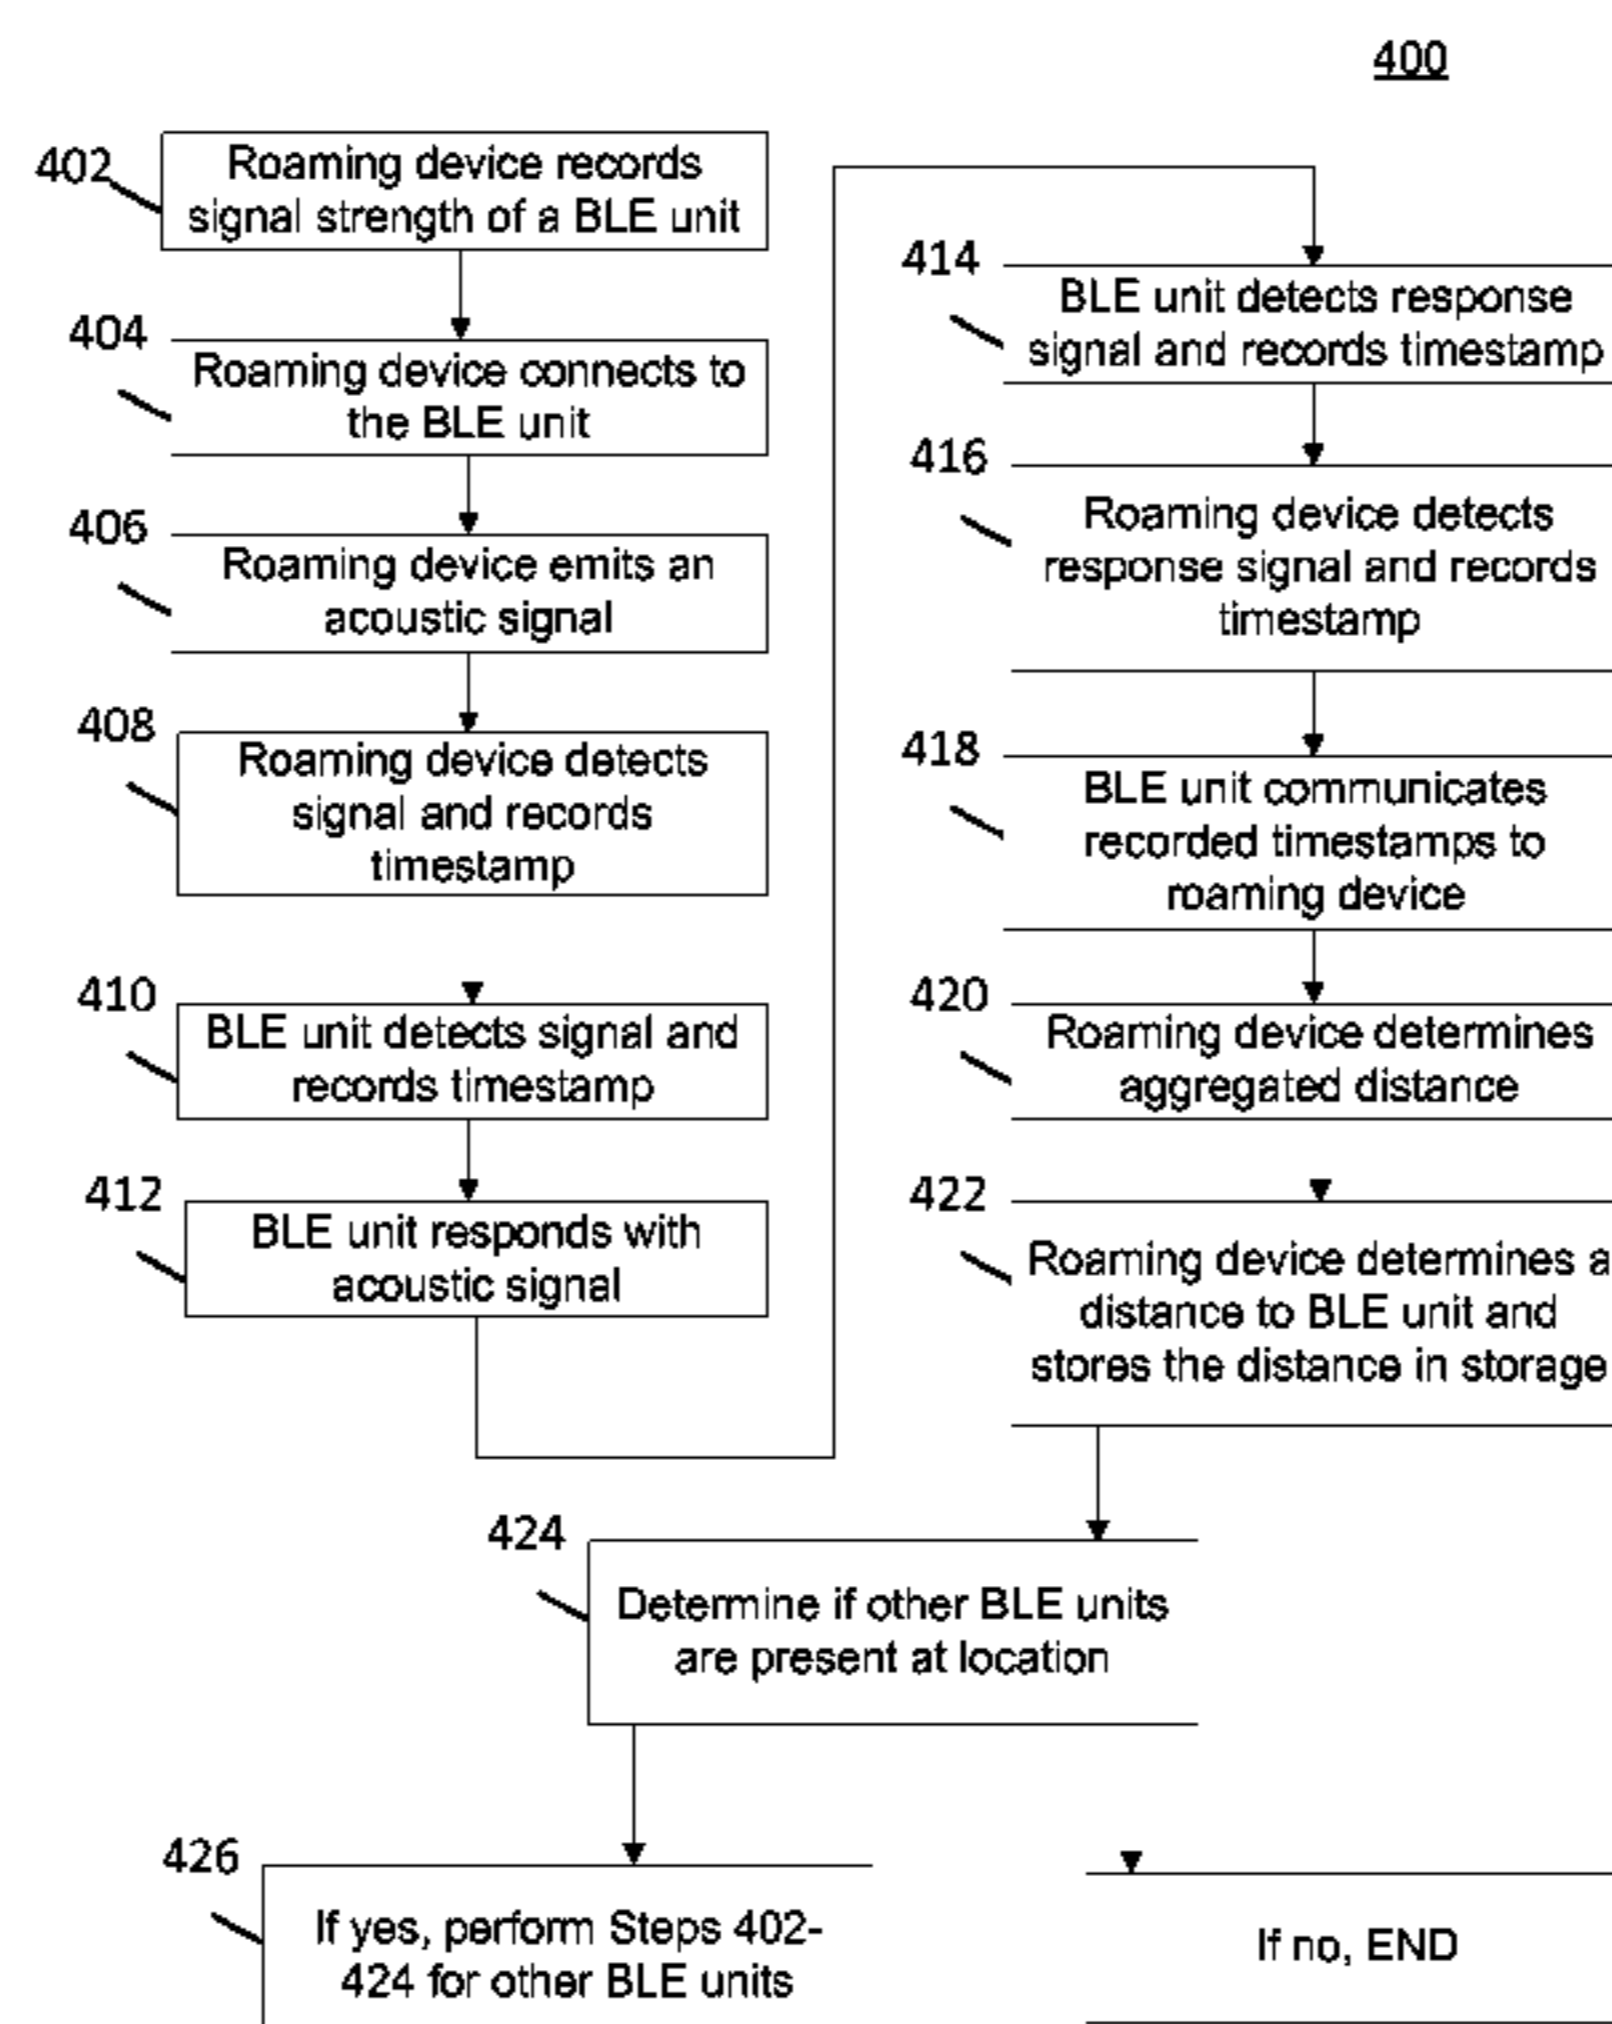 400
402
Roaming device records
signal strength of a BLE unit
404
Roaming device connects to
the BLE unit
406
Roaming device emits an
acoustic signal
408
Roaming device detects
signal and records
timestamp
410
BLE unit detects signal and
records timestamp
412
BLE unit responds with
acoustic signal
414
BLE unit detects response
signal and records timestamp
416
Roaming device detects
response signal and records
timestamp
418
BLE unit communicates
recorded timestamps to
roaming device
420
Roaming device determines
aggregated distance
422
Roaming device determines a
distance to BLE unit and
stores the distance in storage
424
Determine if other BLE units
are present at location
426
If yes, perform Steps 402-
424 for other BLE units
If no, END